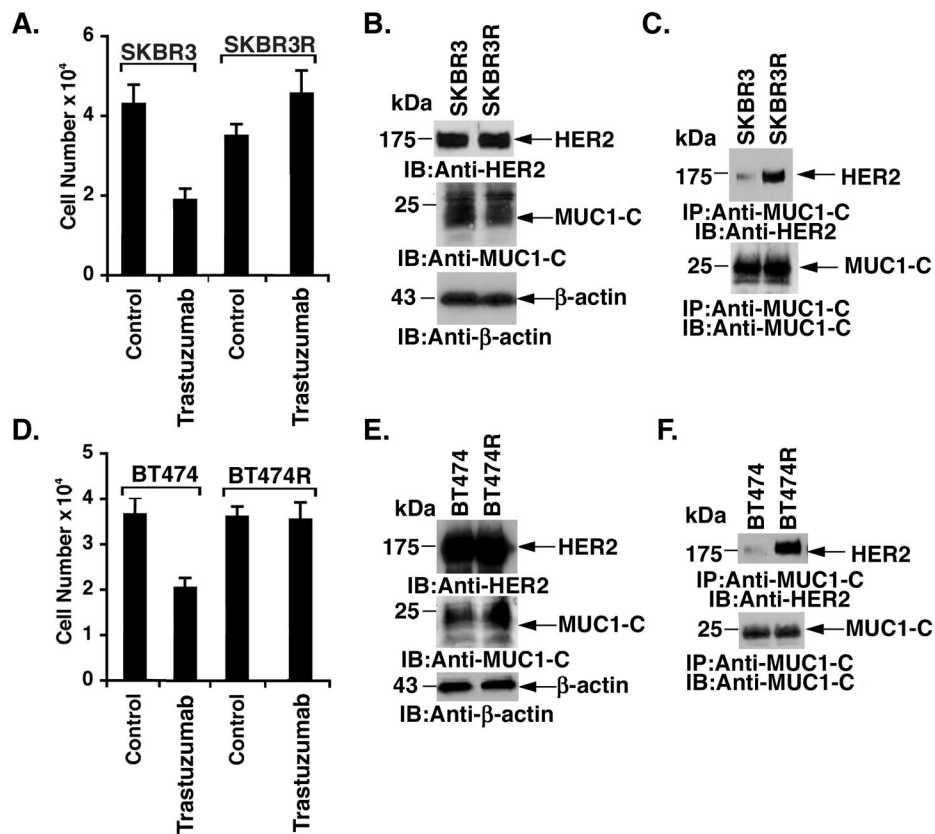 A.
Cell Number x 10⁴
6
4
2
0
SKBR3
SKBR3R
Control
Trastuzumab
Control
Trastuzumab
B.
kDa
SKBR3
SKBR3R
175
HER2
IB:Anti-HER2
25
MUC1-C
IB:Anti-MUC1-C
43
β-actin
IB:Anti-β-actin
C.
kDa
SKBR3
SKBR3R
175
HER2
IP:Anti-MUC1-C
IB:Anti-HER2
25
MUC1-C
IP:Anti-MUC1-C
IB:Anti-MUC1-C
D.
Cell Number x 10⁴
5
4
3
2
1
0
BT474
BT474R
Control
Trastuzumab
Control
Trastuzumab
E.
kDa
BT474
BT474R
175
HER2
IB:Anti-HER2
25
MUC1-C
IB:Anti-MUC1-C
43
β-actin
IB:Anti-β-actin
F.
kDa
BT474
BT474R
175
HER2
IP:Anti-MUC1-C
IB:Anti-HER2
25
MUC1-C
IP:Anti-MUC1-C
IB:Anti-MUC1-C